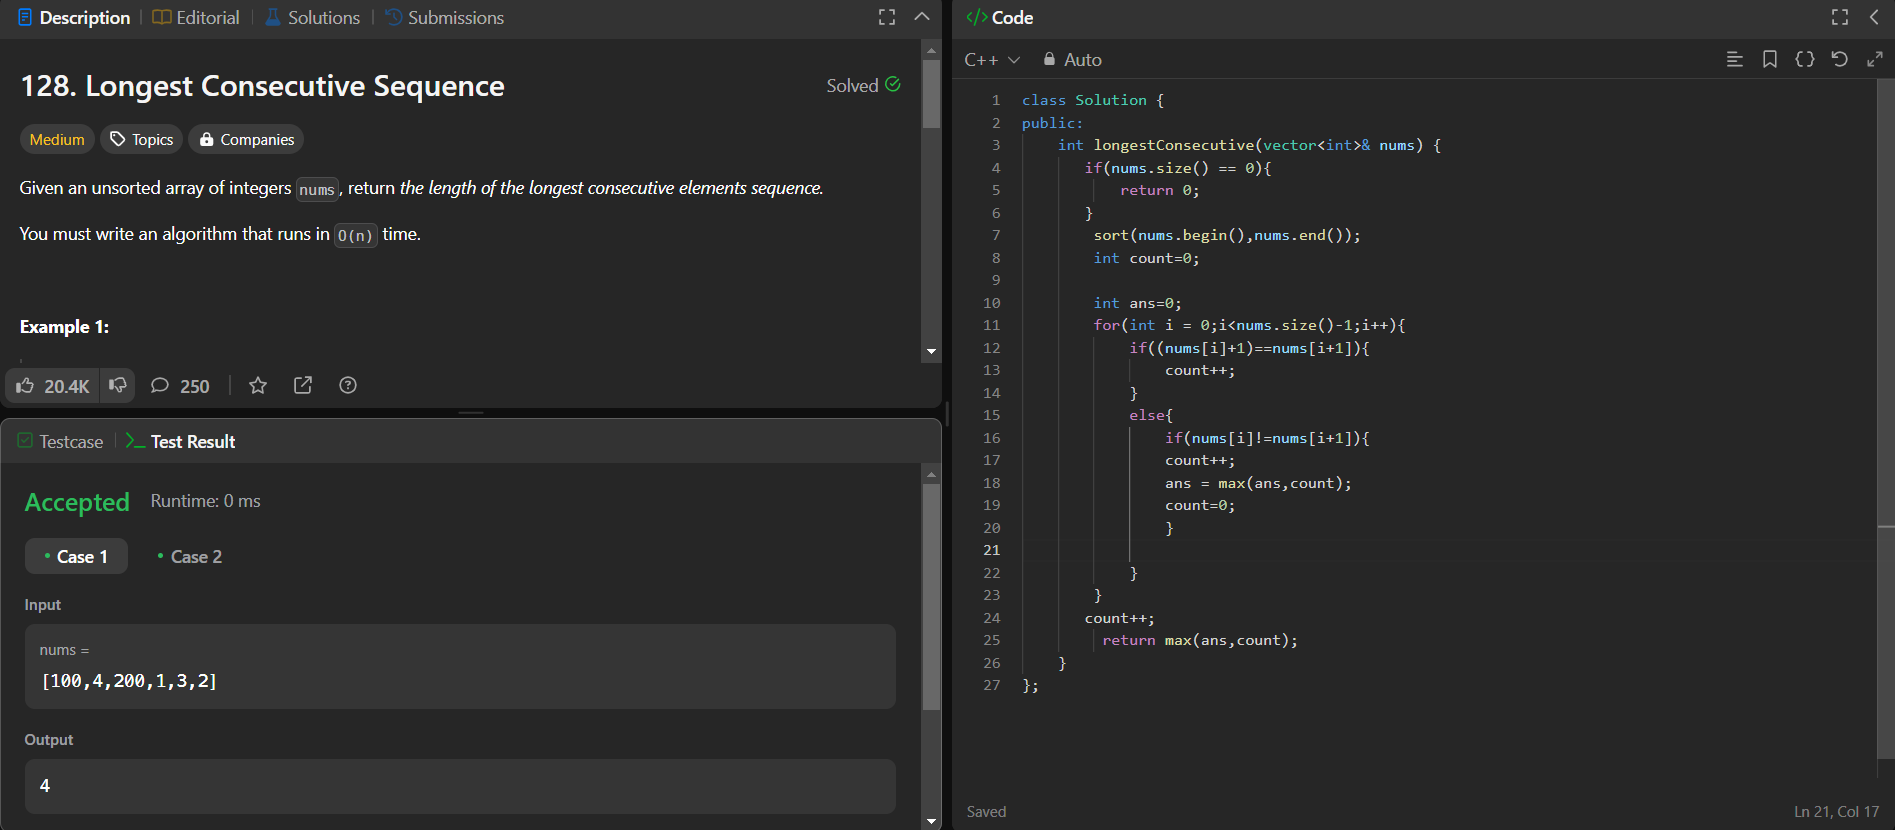 Description | Editorial | Solutions | Submissions
128. Longest Consecutive Sequence
Solved
Medium Topics Companies
Given an unsorted array of integers nums, return the length of the longest consecutive elements sequence.
You must write an algorithm that runs in O(n) time.
Example 1:
20.4K 250
Testcase | >_ Test Result
Accepted Runtime: 0 ms
• Case 1 • Case 2
Input
nums =
[100,4,200,1,3,2]
Output
4
</> Code
C++ Auto
1 class Solution {
2 public:
3     int longestConsecutive(vector<int>& nums) {
4        if(nums.size() == 0){
5            return 0;
6        }
7         sort(nums.begin(),nums.end());
8         int count=0;
9
10         int ans=0;
11         for(int i = 0;i<nums.size()-1;i++){
12             if((nums[i]+1)==nums[i+1]){
13                 count++;
14             }
15             else{
16                 if(nums[i]!=nums[i+1]){
17                 count++;
18                 ans = max(ans,count);
19                 count=0;
20                 }
21
22             }
23         }
24        count++;
25          return max(ans,count);
26     }
27 };
Saved
Ln 21, Col 17